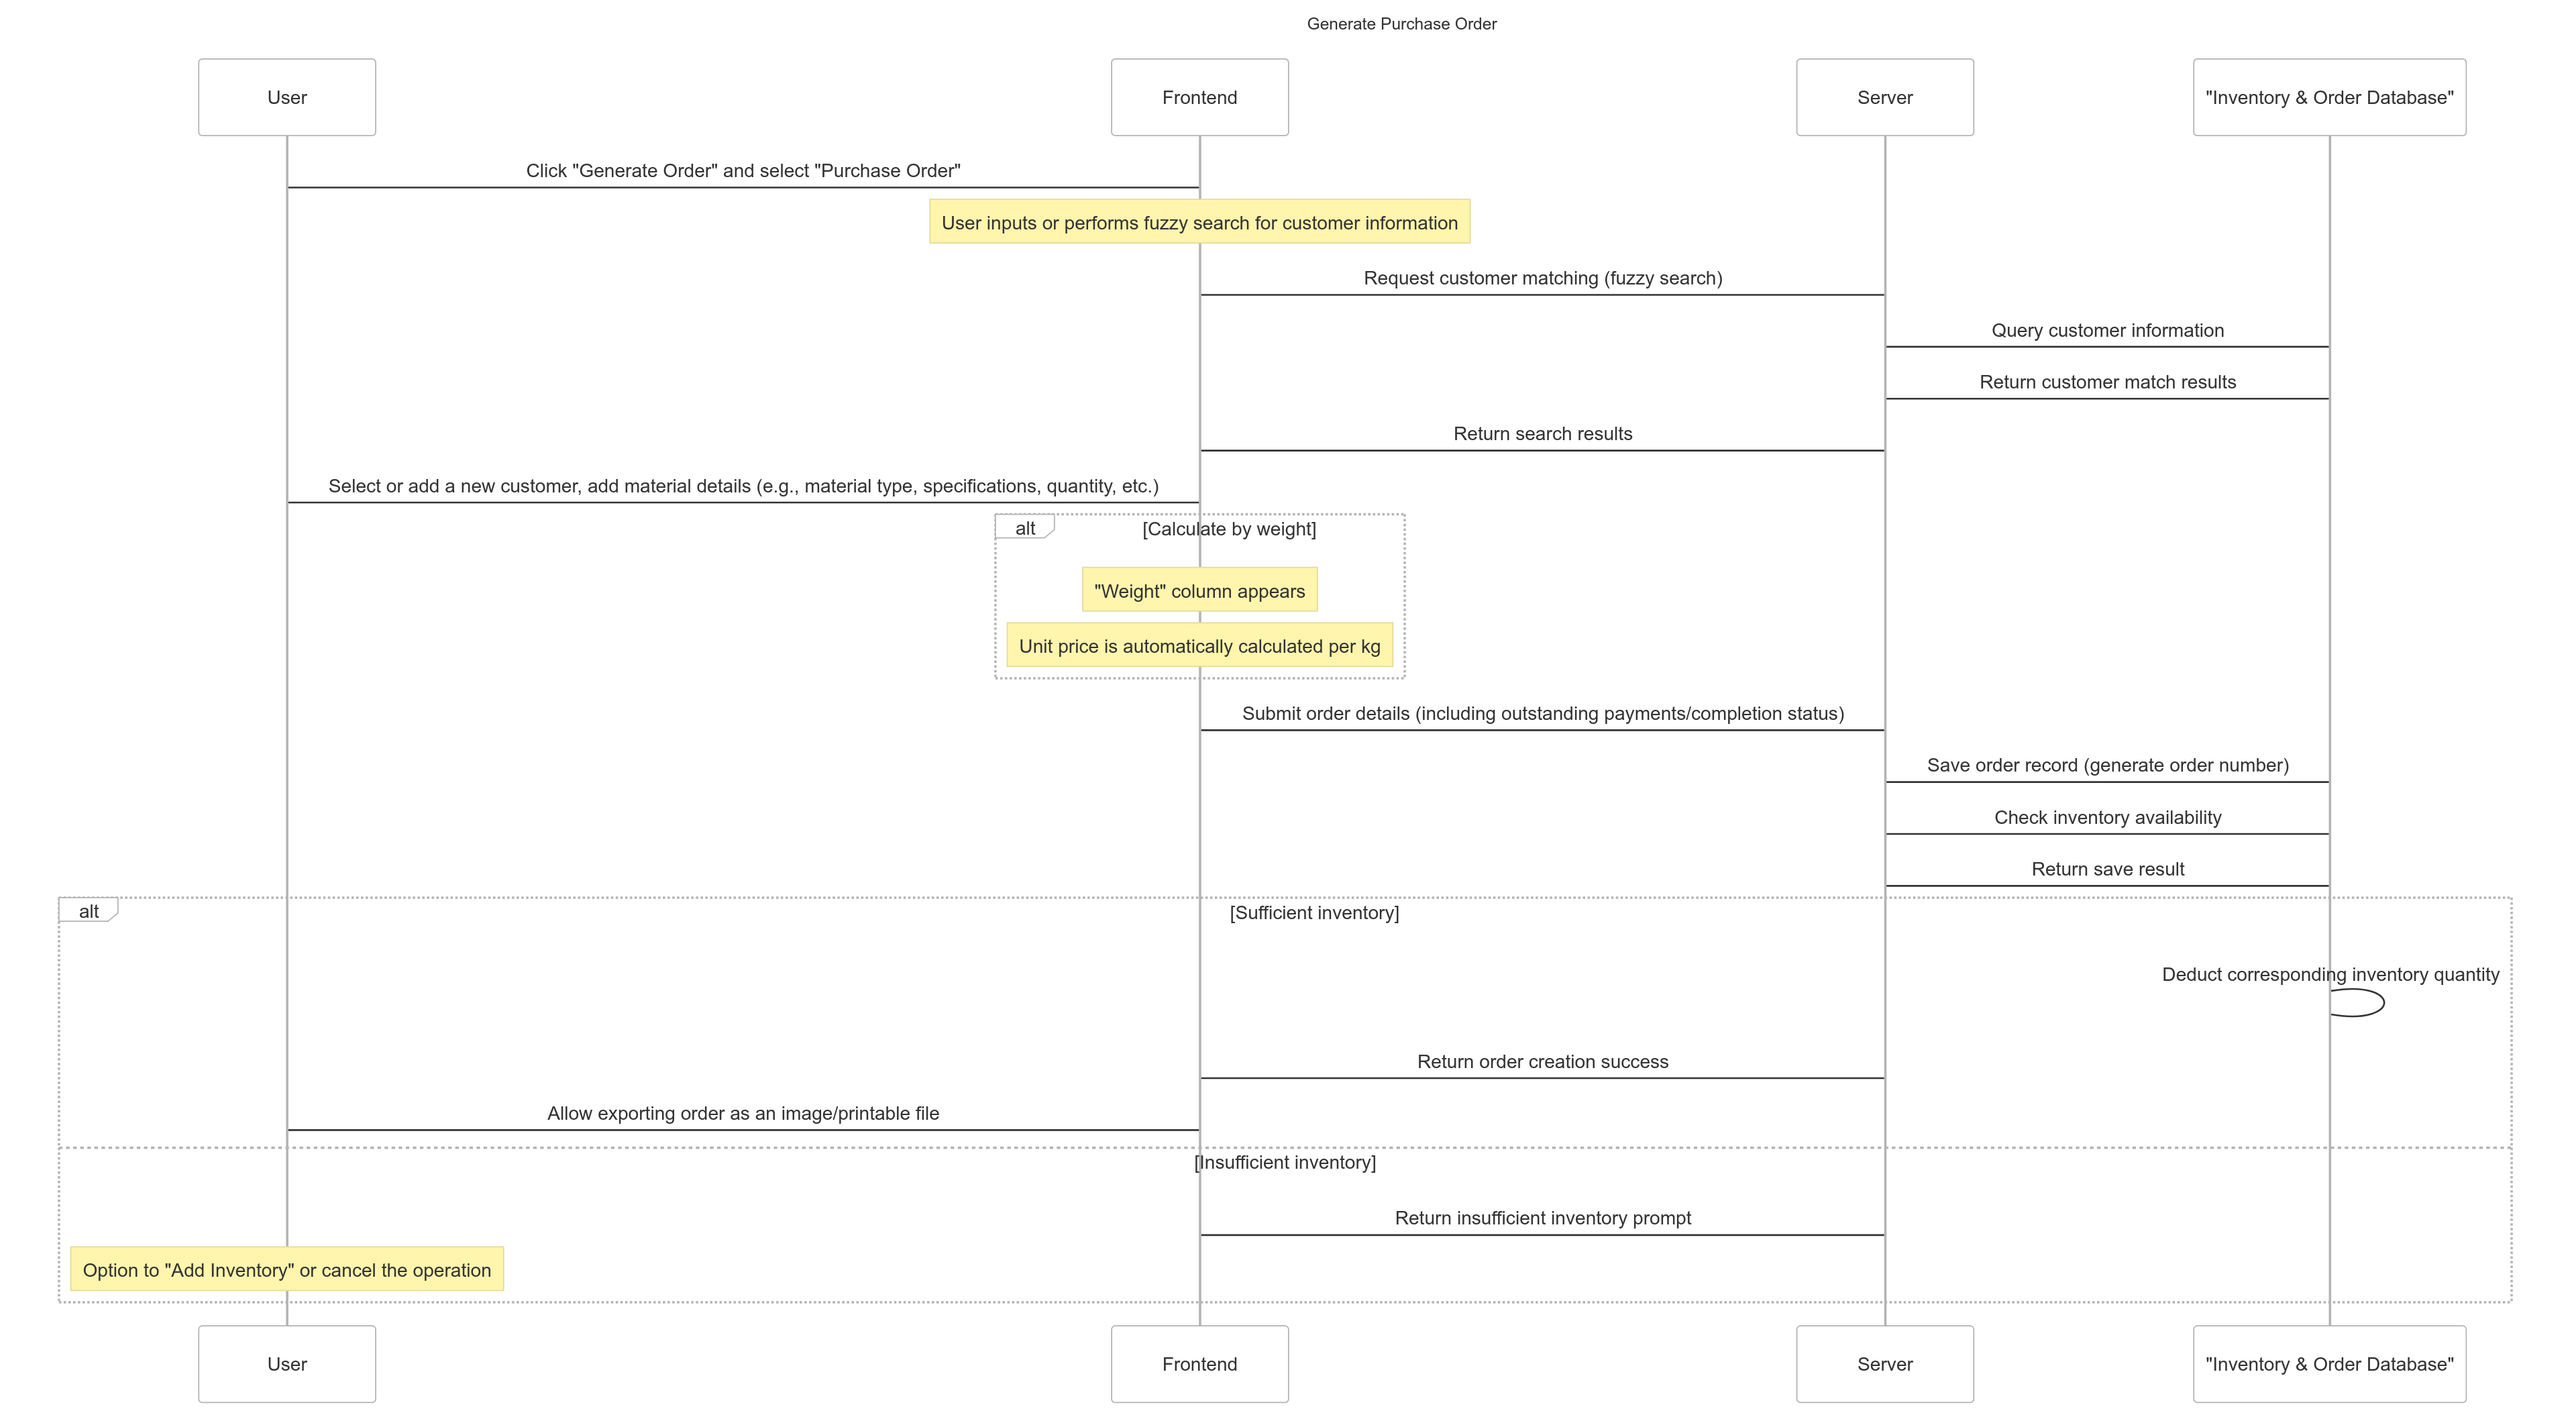 Generate Purchase Order
User
Frontend
Server
"Inventory & Order Database"
Click "Generate Order" and select "Purchase Order"
User inputs or performs fuzzy search for customer information
Request customer matching (fuzzy search)
Query customer information
Return customer match results
Return search results
Select or add a new customer, add material details (e.g., material type, specifications, quantity, etc.)
alt
[Calculate by weight]
"Weight" column appears
Unit price is automatically calculated per kg
Submit order details (including outstanding payments/completion status)
Save order record (generate order number)
Check inventory availability
Return save result
alt
[Sufficient inventory]
Deduct corresponding inventory quantity
Return order creation success
Allow exporting order as an image/printable file
[Insufficient inventory]
Return insufficient inventory prompt
Option to "Add Inventory" or cancel the operation
User
Frontend
Server
"Inventory & Order Database"